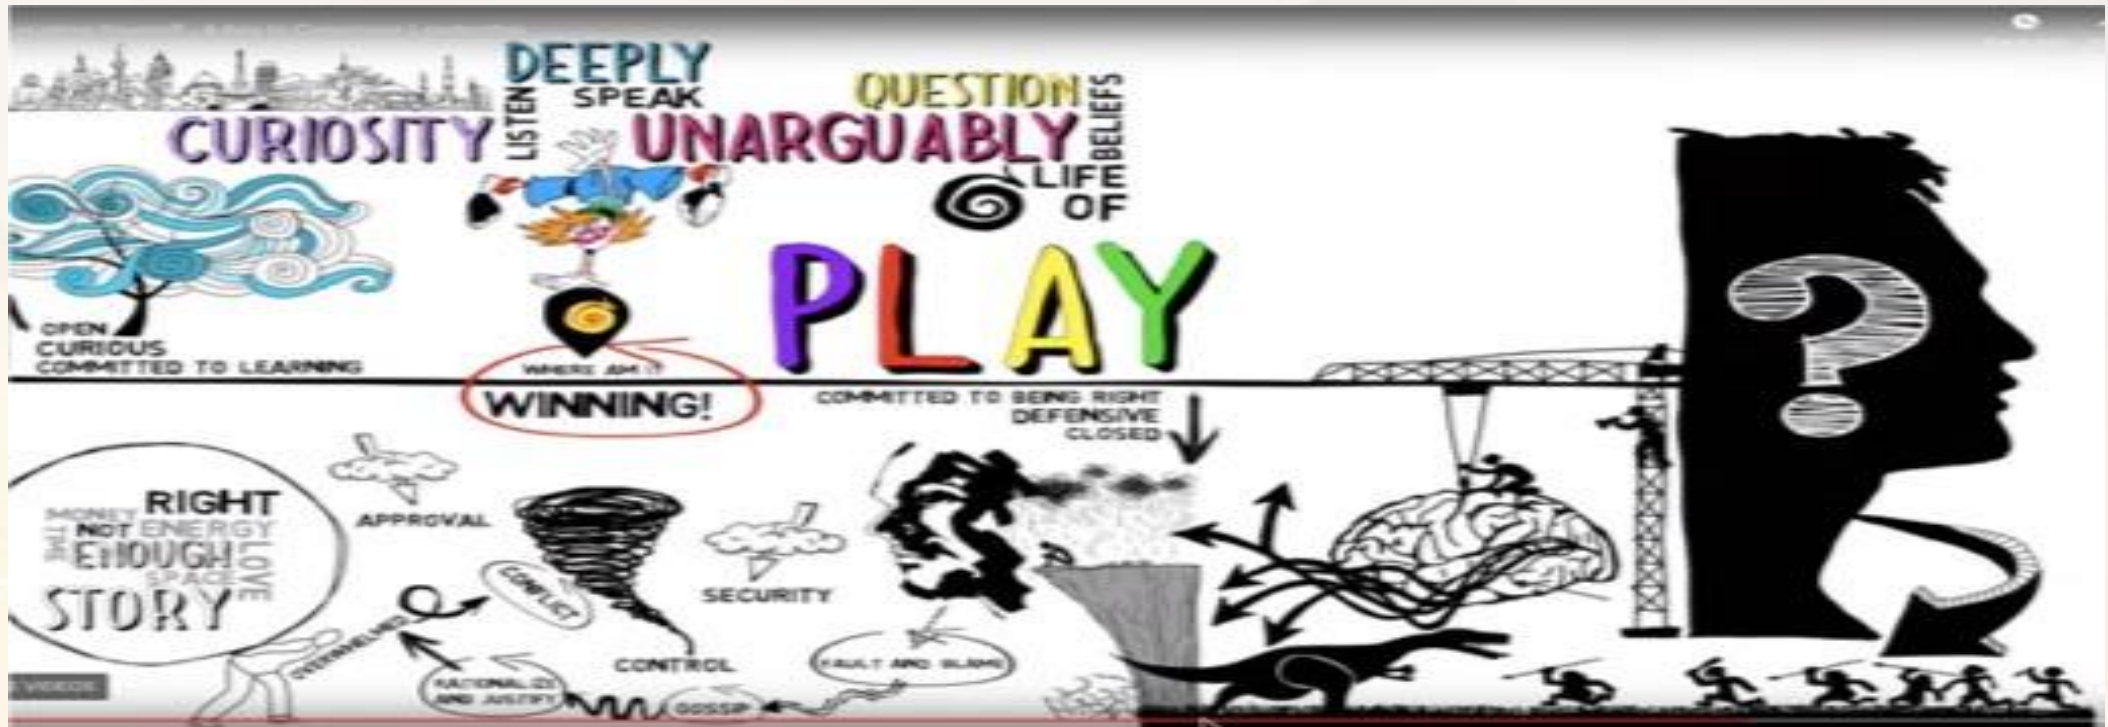 DEEPLY
LISTEN
SPEAK
CURIOSITY
QUESTION
UNARGUABLY
BELIEFS
LIFE
OF
PLAY
OPEN
CURIOUS
COMMITTED TO LEARNING
WHERE AM I?
WINNING!
COMMITTED TO BEING RIGHT
DEFENSIVE
CLOSED
RIGHT
MONEY
NOT ENERGY
THE
ENOUGH
LOVE
SPACE
STORY
APPROVAL
CONFLICT
SECURITY
OVERWHELMED
CONTROL
FAULT AND BLAME
RATIONALIZE
AND JUSTIFY
GOSSIP
VIDEOS